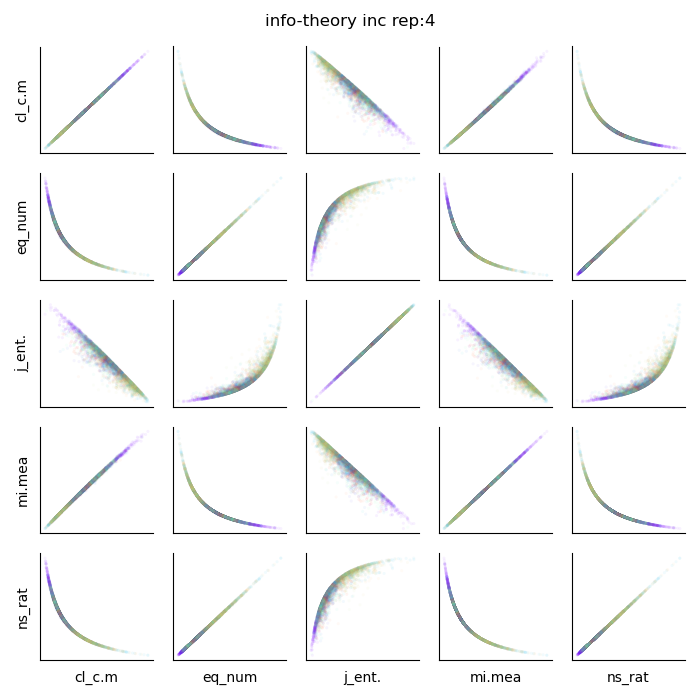 info-theory inc rep:4
cl_c.m
eq_num
j_ent.
mi.mea
ns_rat
cl_c.m eq_num j_ent. mi.mea ns_rat